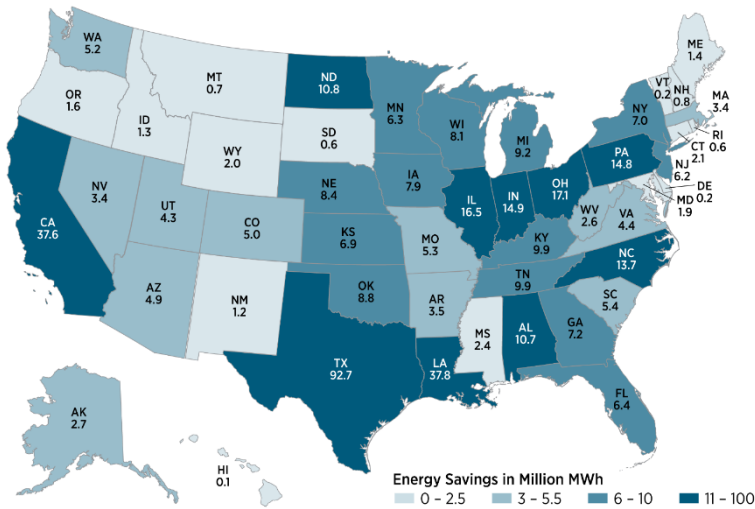 WA
5.2
OR
1.6
ID
1.3
MT
0.7
ND
10.8
SD
0.6
WY
2.0
MN
6.3
WI
8.1
MI
9.2
ME
1.4
VT
0.2
NH
0.8
MA
3.4
RI
0.6
CT
2.1
NY
7.0
PA
14.8
NJ
6.2
DE
0.2
MD
1.9
CA
37.6
NV
3.4
UT
4.3
CO
5.0
NE
8.4
IA
7.9
KS
6.9
MO
5.3
IL
16.5
IN
14.9
OH
17.1
WV
2.6
VA
4.4
KY
9.9
TN
9.9
NC
13.7
SC
5.4
AZ
4.9
NM
1.2
OK
8.8
AR
3.5
TX
92.7
LA
37.8
MS
2.4
AL
10.7
GA
7.2
FL
6.4
AK
2.7
HI
0.1
Energy Savings in Million MWh
0 – 2.5
3 – 5.5
6 – 10
11 – 100